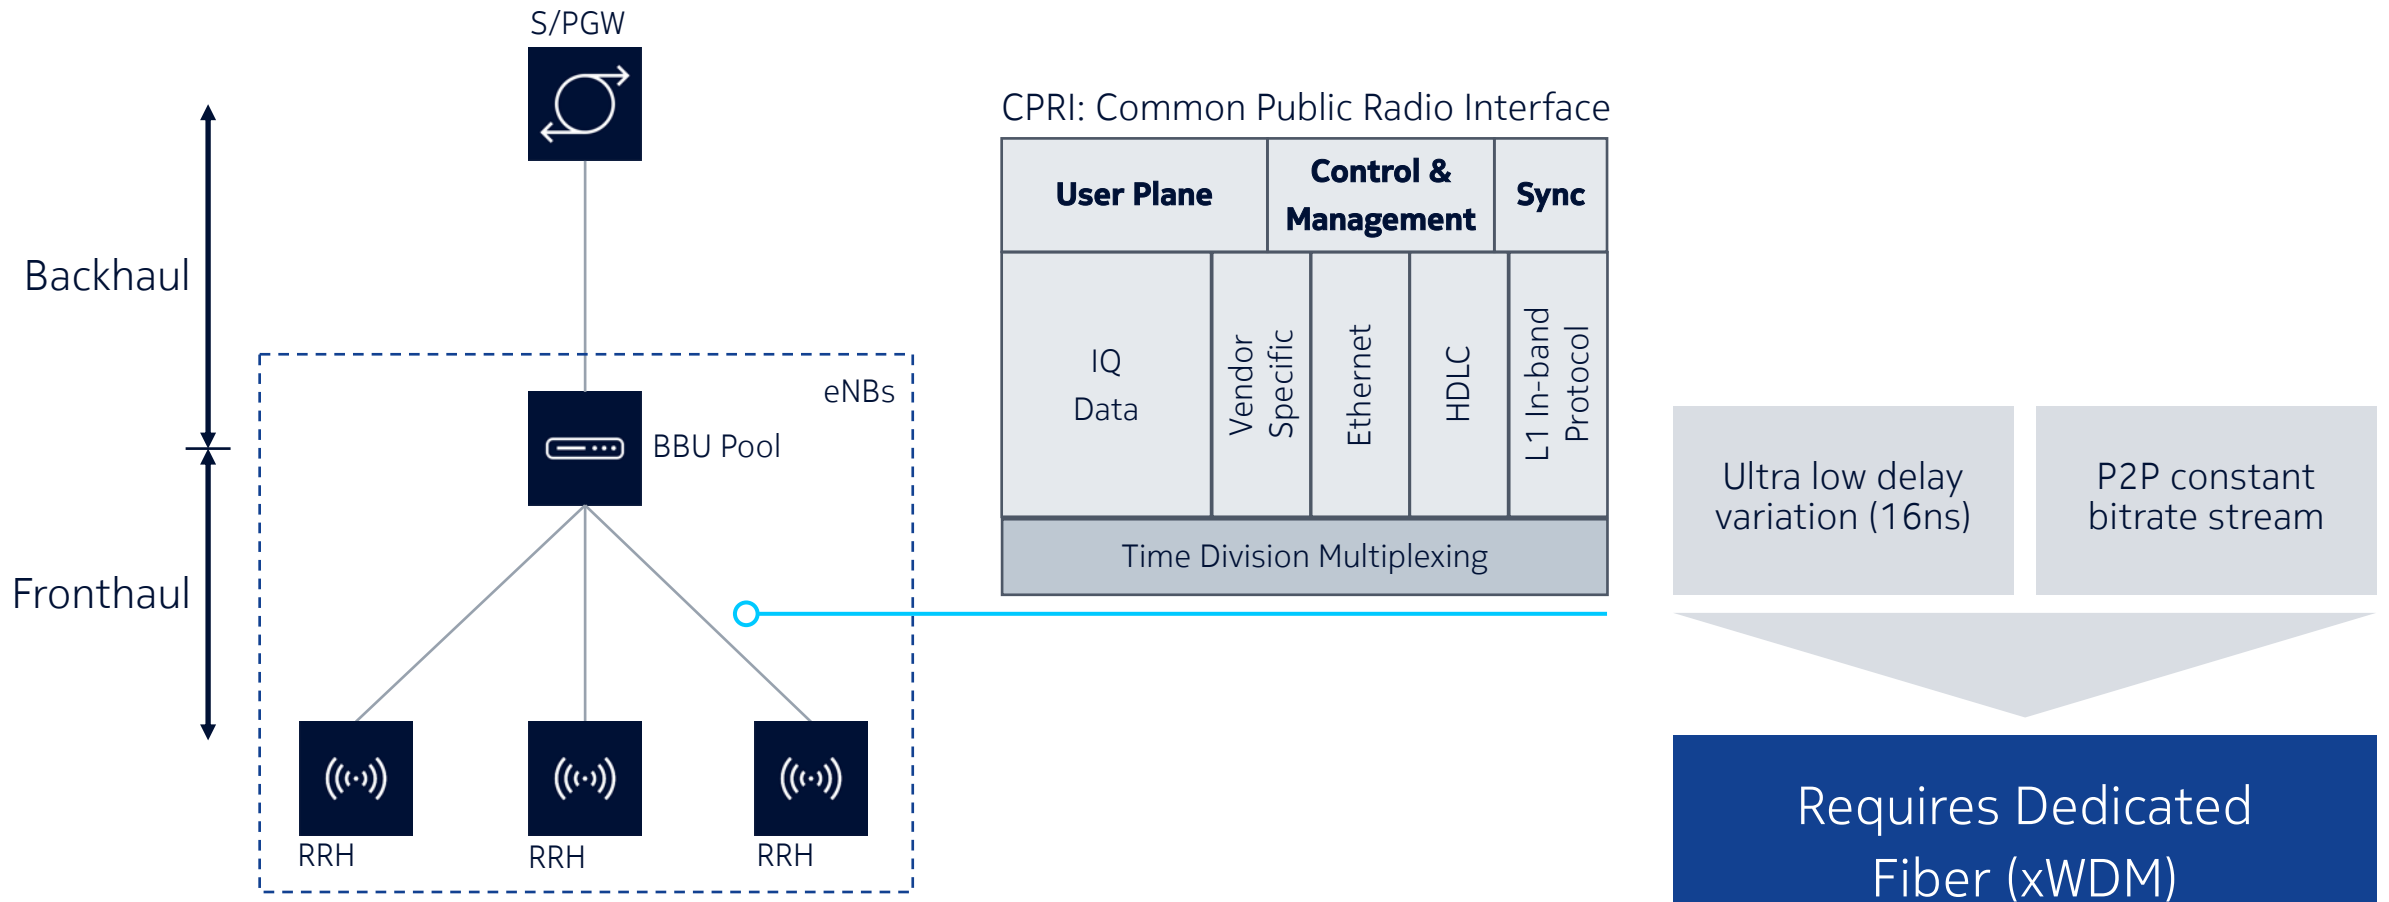 S/PGW
Backhaul
Fronthaul
eNBs
BBU Pool
RRH
RRH
RRH
CPRI: Common Public Radio Interface
User Plane
Control &
Management
Sync
IQ
Data
Vendor
Specific
Ethernet
HDLC
L1 In-band
Protocol
Time Division Multiplexing
Ultra low delay
variation (16ns)
P2P constant
bitrate stream
Requires Dedicated
Fiber (xWDM)